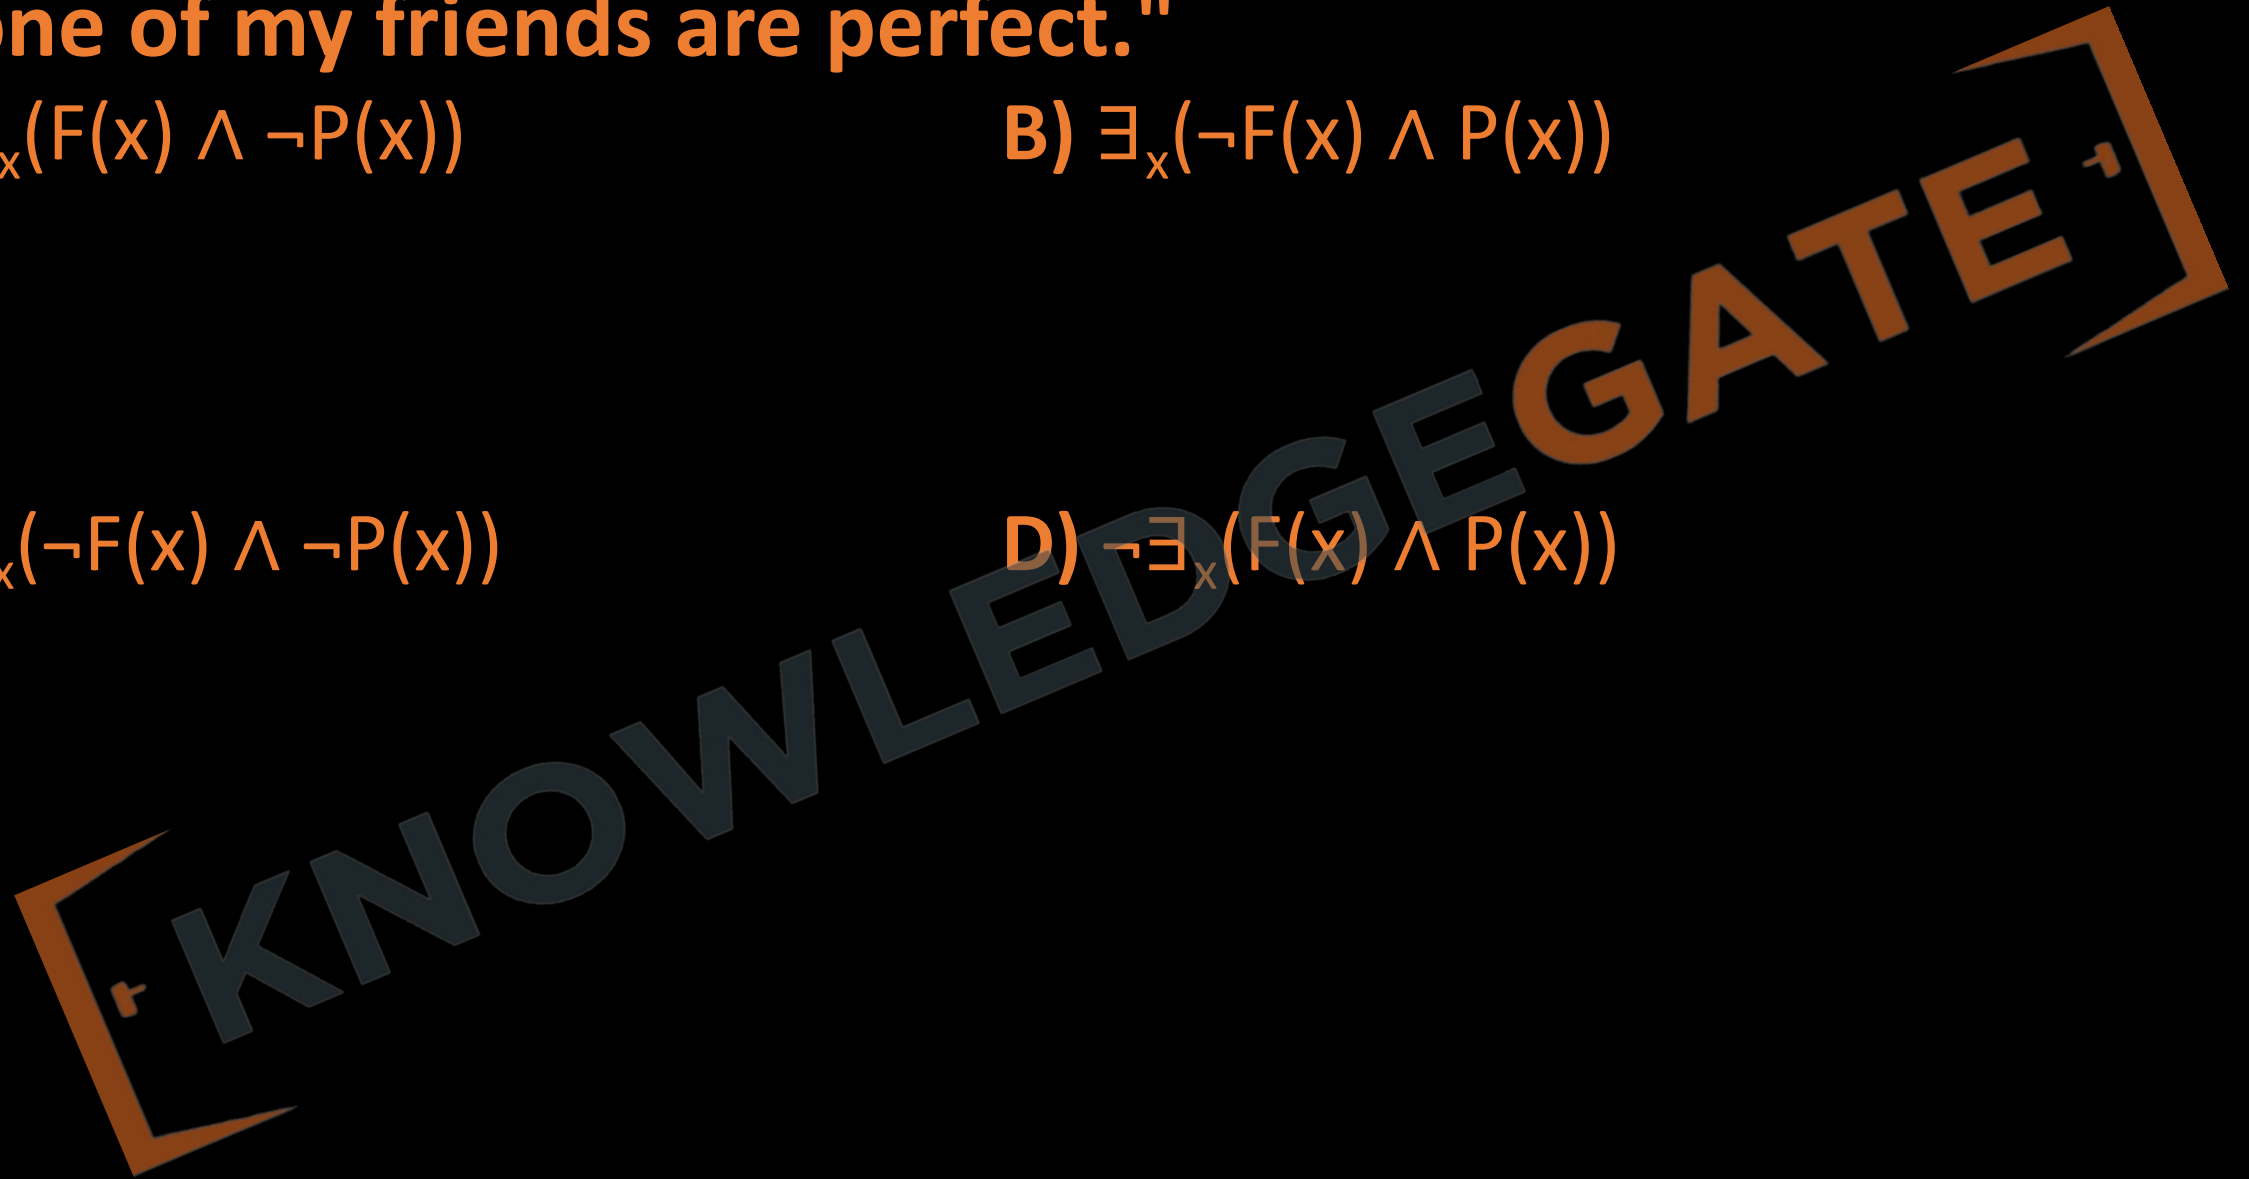 one of my friends are perfect."
x(F(x) ∧ ¬P(x)) B) ∃x(¬F(x) ∧ P(x))
x(¬F(x) ∧ ¬P(x)) D) ¬∃x(F(x) ∧ P(x))
KNOWLEDGEGATE